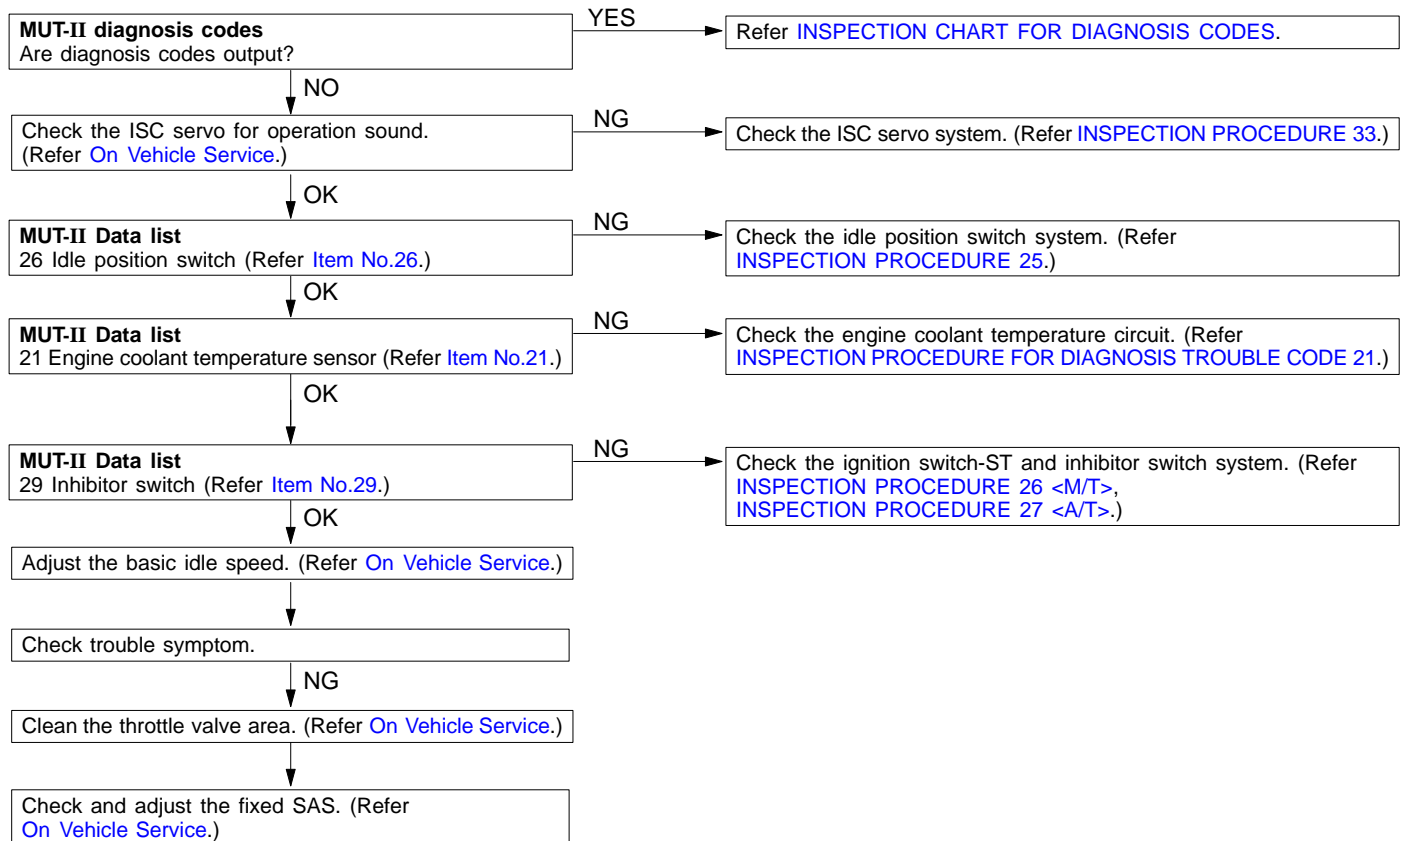 MUT-II diagnosis codes
Are diagnosis codes output?
YES
Refer INSPECTION CHART FOR DIAGNOSIS CODES.
NO
Check the ISC servo for operation sound.
(Refer On Vehicle Service.)
NG
Check the ISC servo system. (Refer INSPECTION PROCEDURE 33.)
OK
MUT-II Data list
26 Idle position switch (Refer Item No.26.)
NG
Check the idle position switch system. (Refer
INSPECTION PROCEDURE 25.)
OK
MUT-II Data list
21 Engine coolant temperature sensor (Refer Item No.21.)
NG
Check the engine coolant temperature circuit. (Refer
INSPECTION PROCEDURE FOR DIAGNOSIS TROUBLE CODE 21.)
OK
MUT-II Data list
29 Inhibitor switch (Refer Item No.29.)
NG
Check the ignition switch-ST and inhibitor switch system. (Refer
INSPECTION PROCEDURE 26 <M/T>,
INSPECTION PROCEDURE 27 <A/T>.)
OK
Adjust the basic idle speed. (Refer On Vehicle Service.)
Check trouble symptom.
NG
Clean the throttle valve area. (Refer On Vehicle Service.)
Check and adjust the fixed SAS. (Refer
On Vehicle Service.)